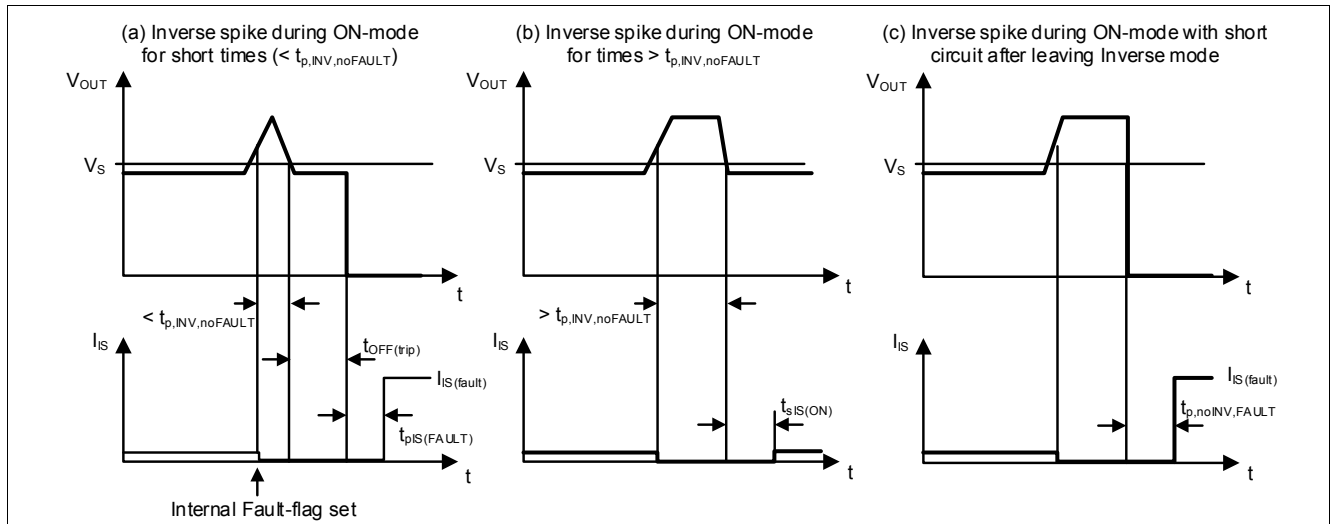 (a) Inverse spike during ON-mode
for short times (< tp,INV,noFAULT)
VOUT
VS
t
< tp,INV,noFAULT
tOFF(trip)
IIS
IIS(fault)
tpIS(FAULT)
t
Internal Fault-flag set
(b) Inverse spike during ON-mode
for times > tp,INV,noFAULT
VOUT
VS
t
> tp,INV,noFAULT
IIS
tsIS(ON)
t
(c) Inverse spike during ON-mode with short
circuit after leaving Inverse mode
VOUT
VS
t
IIS
IIS(fault)
tp,noINV,FAULT
t